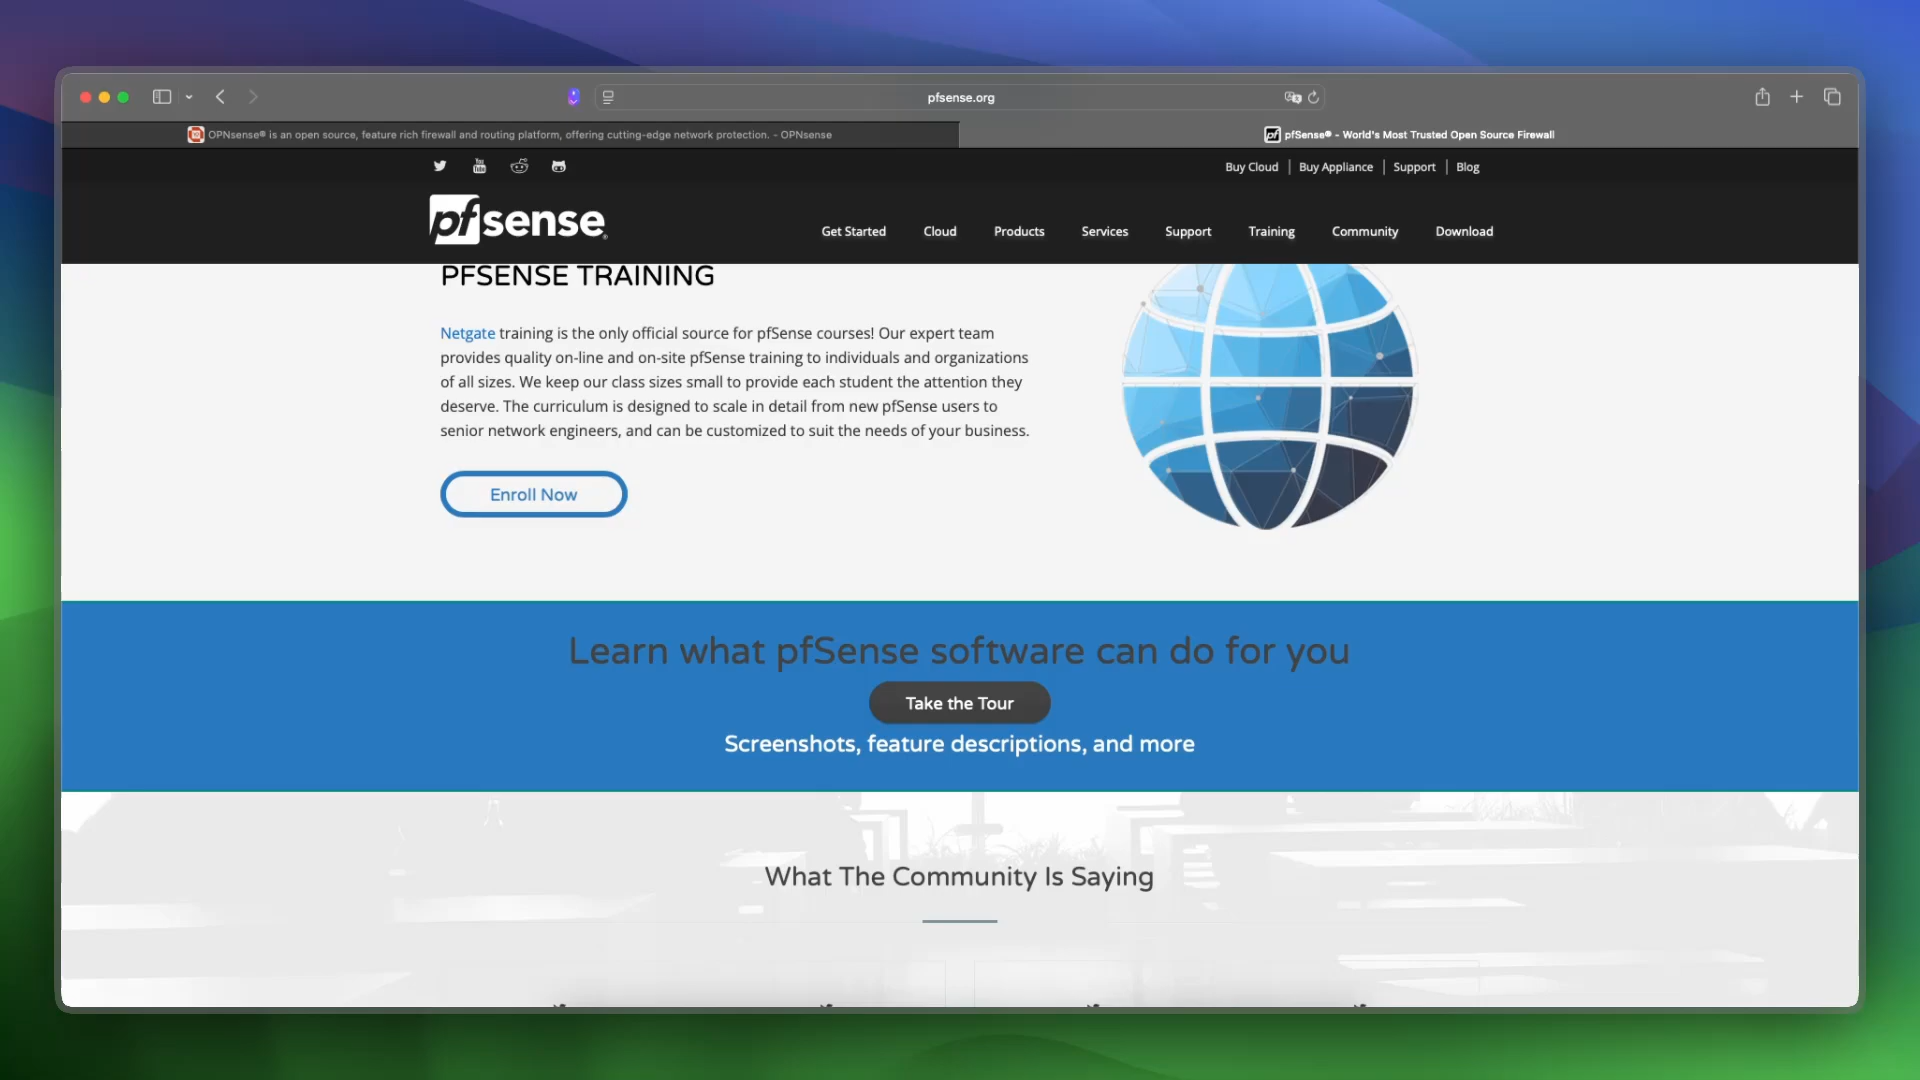 pfsense.org
OPNsense® is an open source, feature rich firewall and routing platform, offering cutting-edge network protection. - OPNsense
pfSense® - World's Most Trusted Open Source Firewall
Buy Cloud | Buy Appliance | Support | Blog
pfsense
Get Started Cloud Products Services Support Training Community Download
PFSENSE TRAINING
Netgate training is the only official source for pfSense courses! Our expert team
provides quality on-line and on-site pfSense training to individuals and organizations
of all sizes. We keep our class sizes small to provide each student the attention they
deserve. The curriculum is designed to scale in detail from new pfSense users to
senior network engineers, and can be customized to suit the needs of your business.
Enroll Now
Learn what pfSense software can do for you
Take the Tour
Screenshots, feature descriptions, and more
What The Community Is Saying